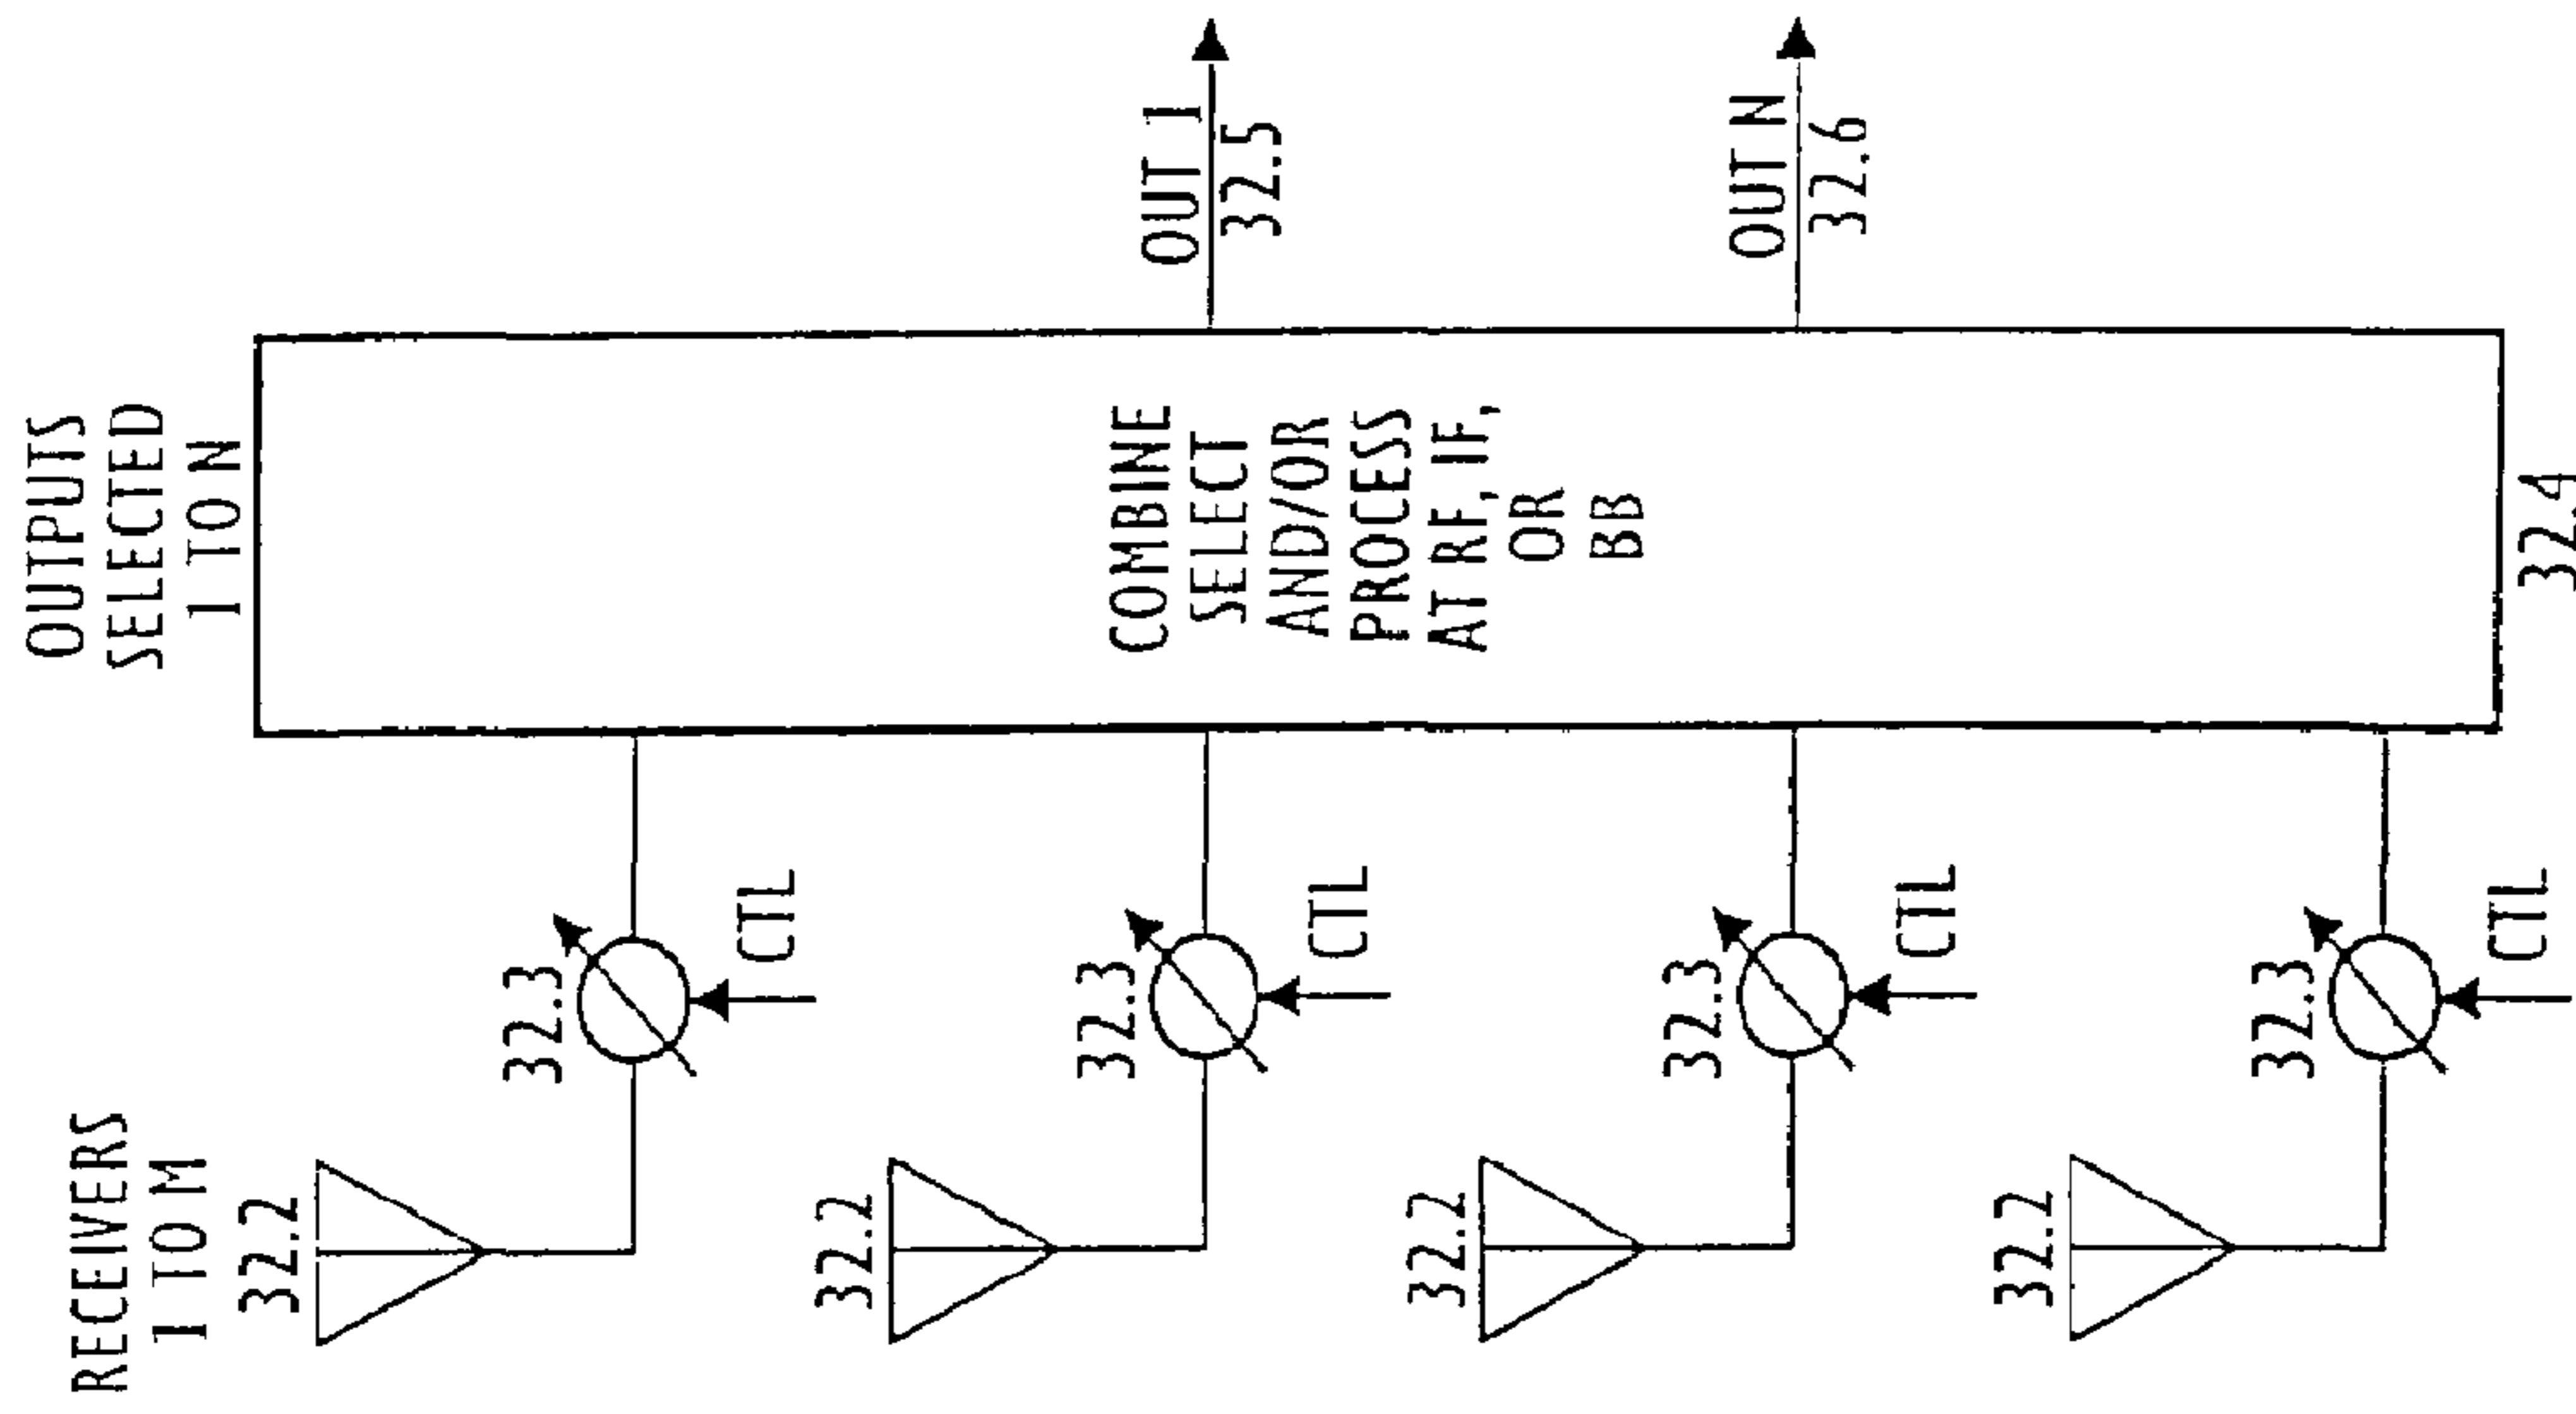 RECEIVERS
1 TO M
32.2
32.3
CTL
32.2
32.3
CTL
32.2
32.3
CTL
32.2
32.3
CTL
OUTPUTS
SELECTED
1 TO N
COMBINE
SELECT
AND/OR
PROCESS
AT RF, IF,
OR
BB
32.4
OUT 1
32.5
OUT N
32.6